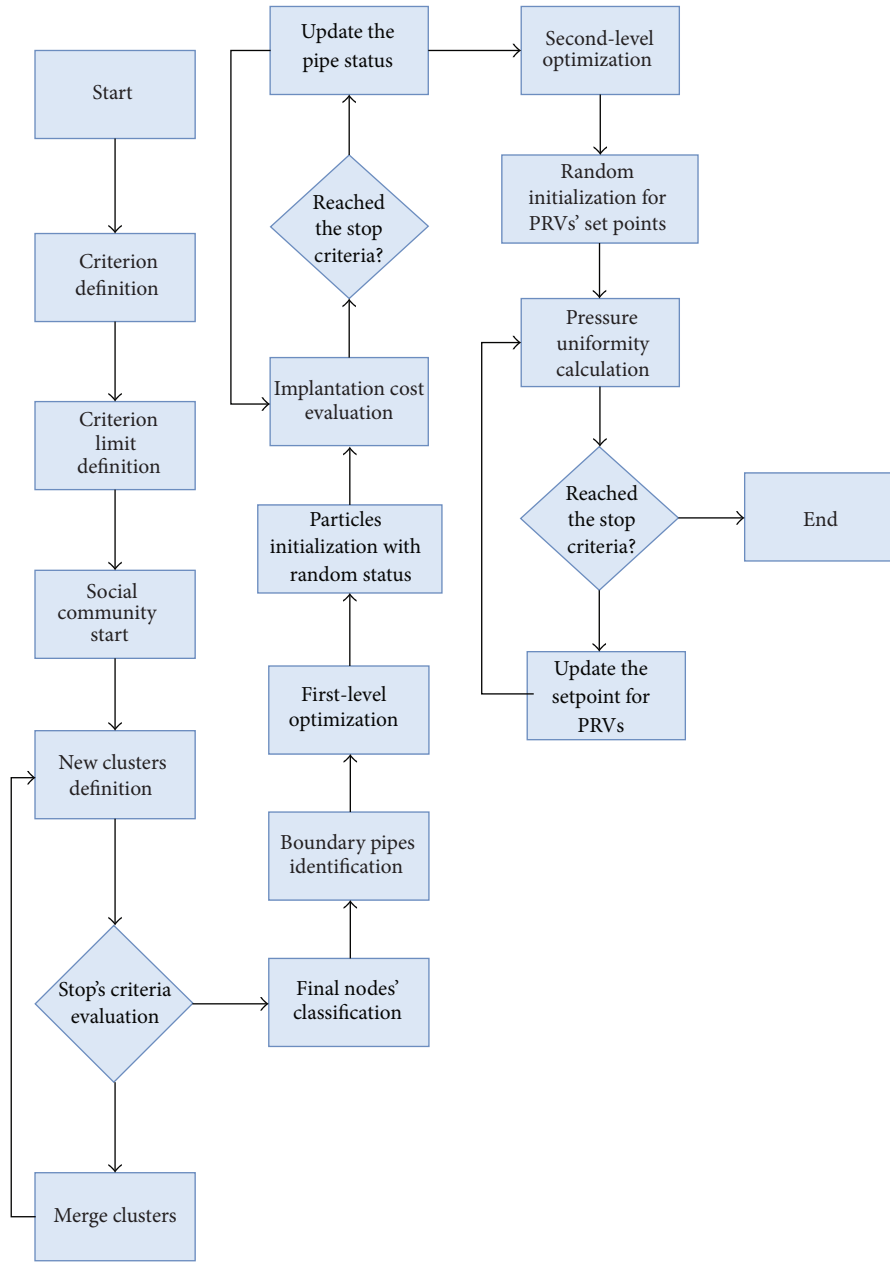 Start
Criterion
definition
Criterion
limit
definition
Social
community
start
New clusters
definition
Stop's criteria
evaluation
Merge clusters
Final nodes'
classification
Boundary pipes
identification
First-level
optimization
Particles
initialization with
random status
Implantation cost
evaluation
Reached
the stop
criteria?
Update the
pipe status
Second-level
optimization
Random
initialization for
PRVs' set points
Pressure
uniformity
calculation
Reached
the stop
criteria?
End
Update the
setpoint for
PRVs